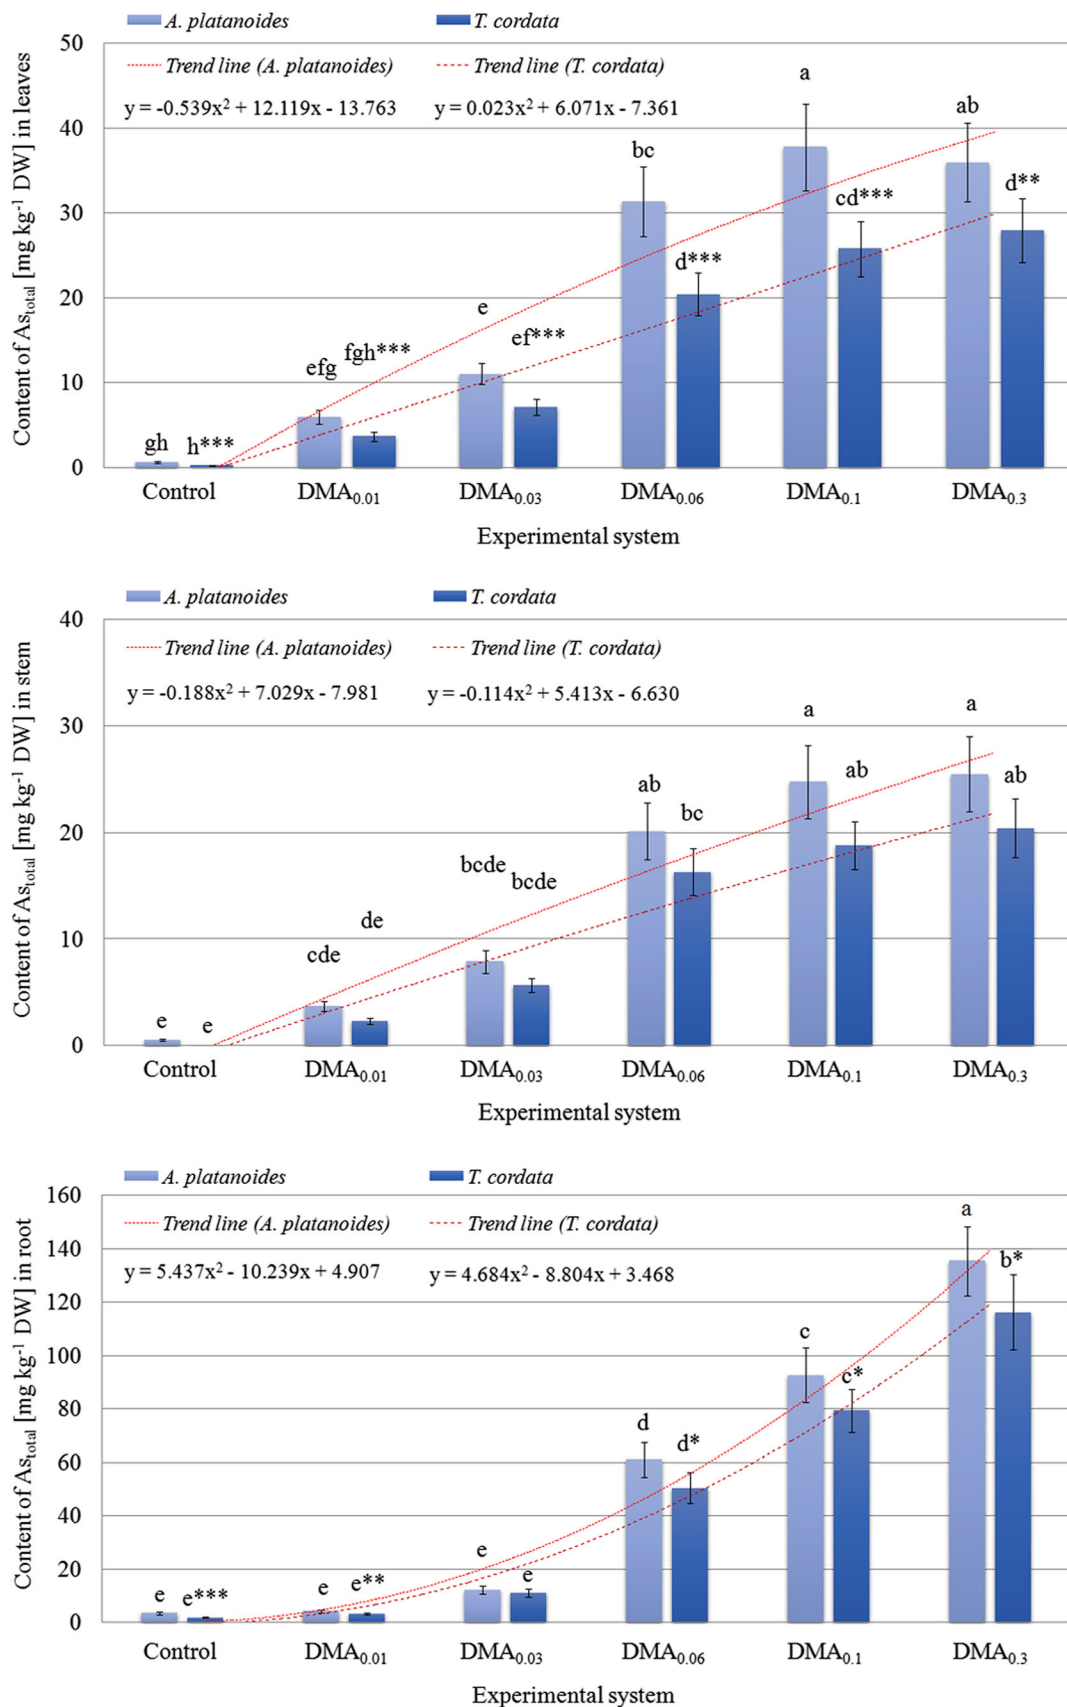 A. platanoides T. cordata
Trend line (A. platanoides) Trend line (T. cordata)
y = -0.539x² + 12.119x - 13.763 y = 0.023x² + 6.071x - 7.361
Content of As_total [mg kg⁻¹ DW] in leaves
50
40
30
20
10
0
gh h*** efg fgh*** e ef*** bc d*** a cd*** ab d**
Control DMA₀.₀₁ DMA₀.₀₃ DMA₀.₀₆ DMA₀.₁ DMA₀.₃
Experimental system
A. platanoides T. cordata
Trend line (A. platanoides) Trend line (T. cordata)
y = -0.188x² + 7.029x - 7.981 y = -0.114x² + 5.413x - 6.630
Content of As_total [mg kg⁻¹ DW] in stem
40
30
20
10
0
e e cde de bcde bcde ab bc a ab a ab
Control DMA₀.₀₁ DMA₀.₀₃ DMA₀.₀₆ DMA₀.₁ DMA₀.₃
Experimental system
A. platanoides T. cordata
Trend line (A. platanoides) Trend line (T. cordata)
y = 5.437x² - 10.239x + 4.907 y = 4.684x² - 8.804x + 3.468
Content of As_total [mg kg⁻¹ DW] in root
160
140
120
100
80
60
40
20
0
e e*** e e** e e d d* c c* a b*
Control DMA₀.₀₁ DMA₀.₀₃ DMA₀.₀₆ DMA₀.₁ DMA₀.₃
Experimental system